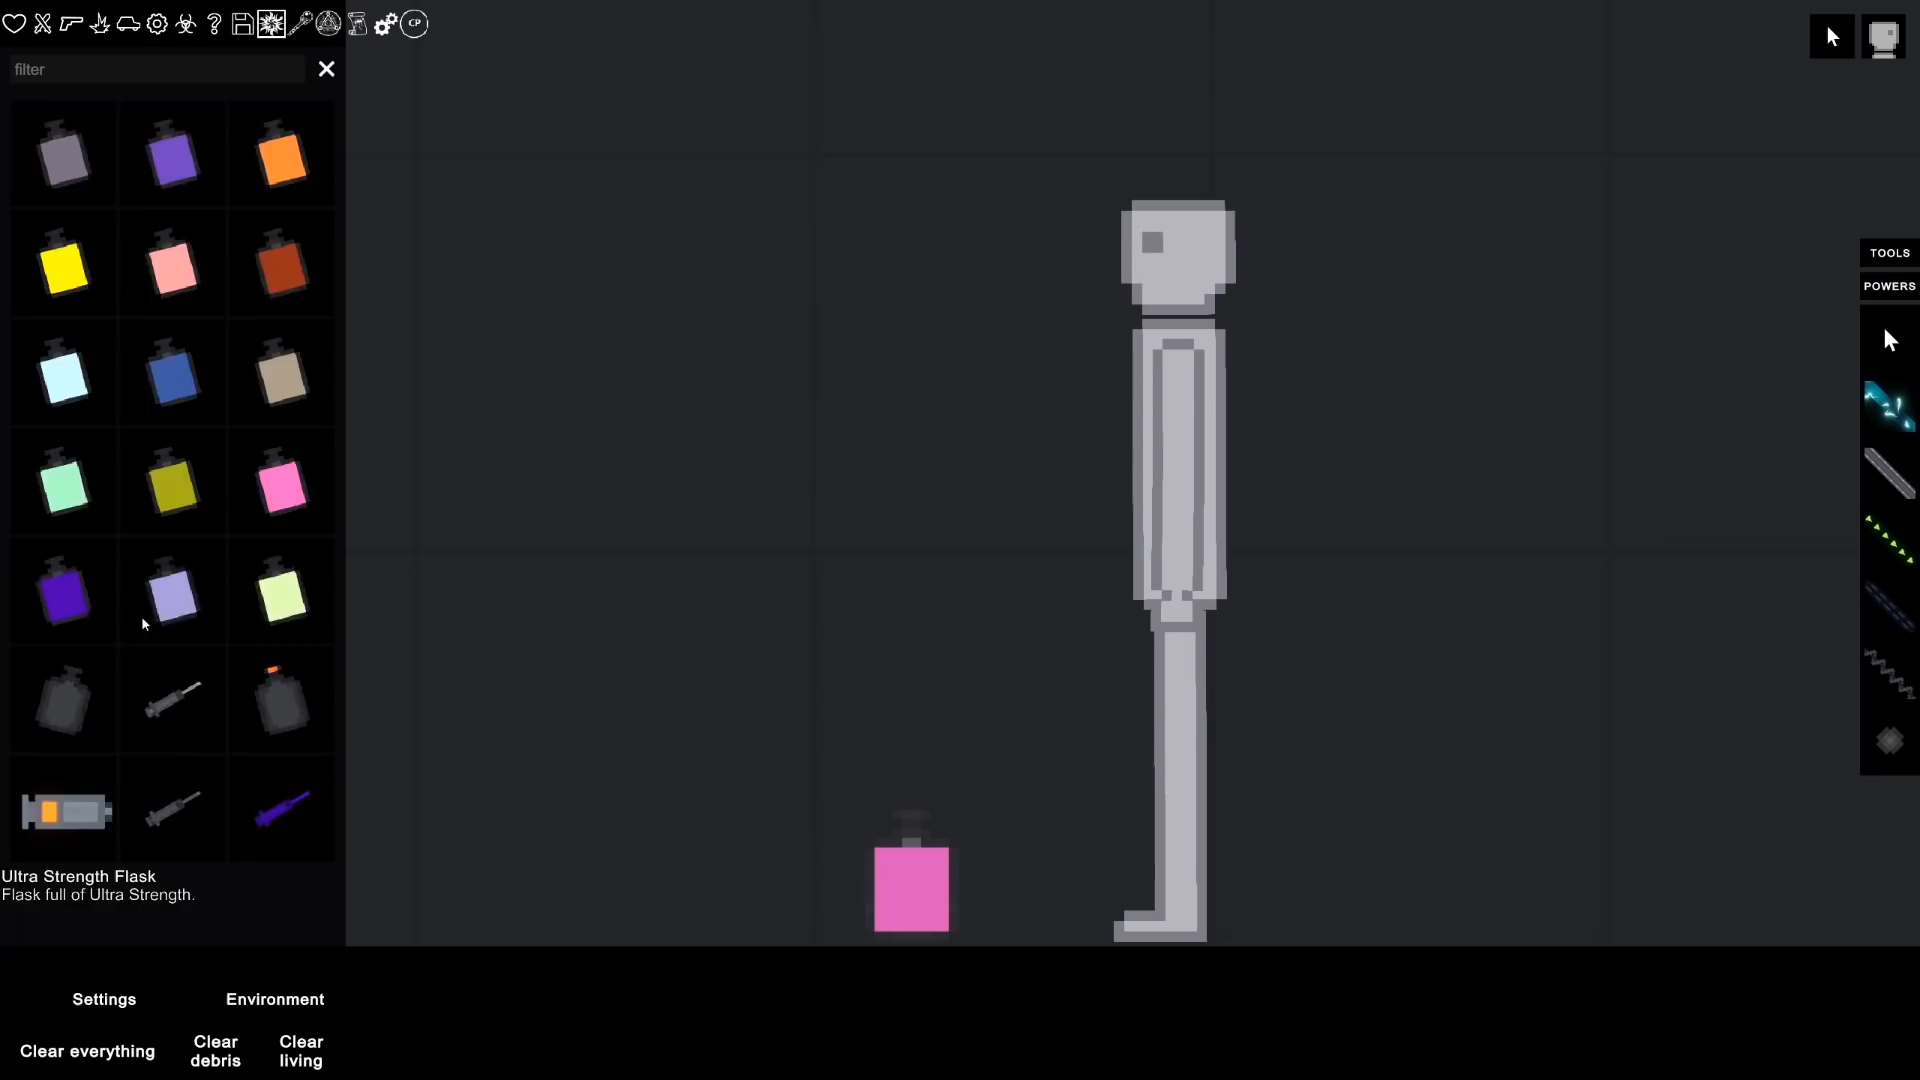 ?
CP
filter
TOOLS
POWERS
Ultra Strength Flask
Flask full of Ultra Strength.
Settings
Environment
Clear everything
Clear
debris
Clear
living